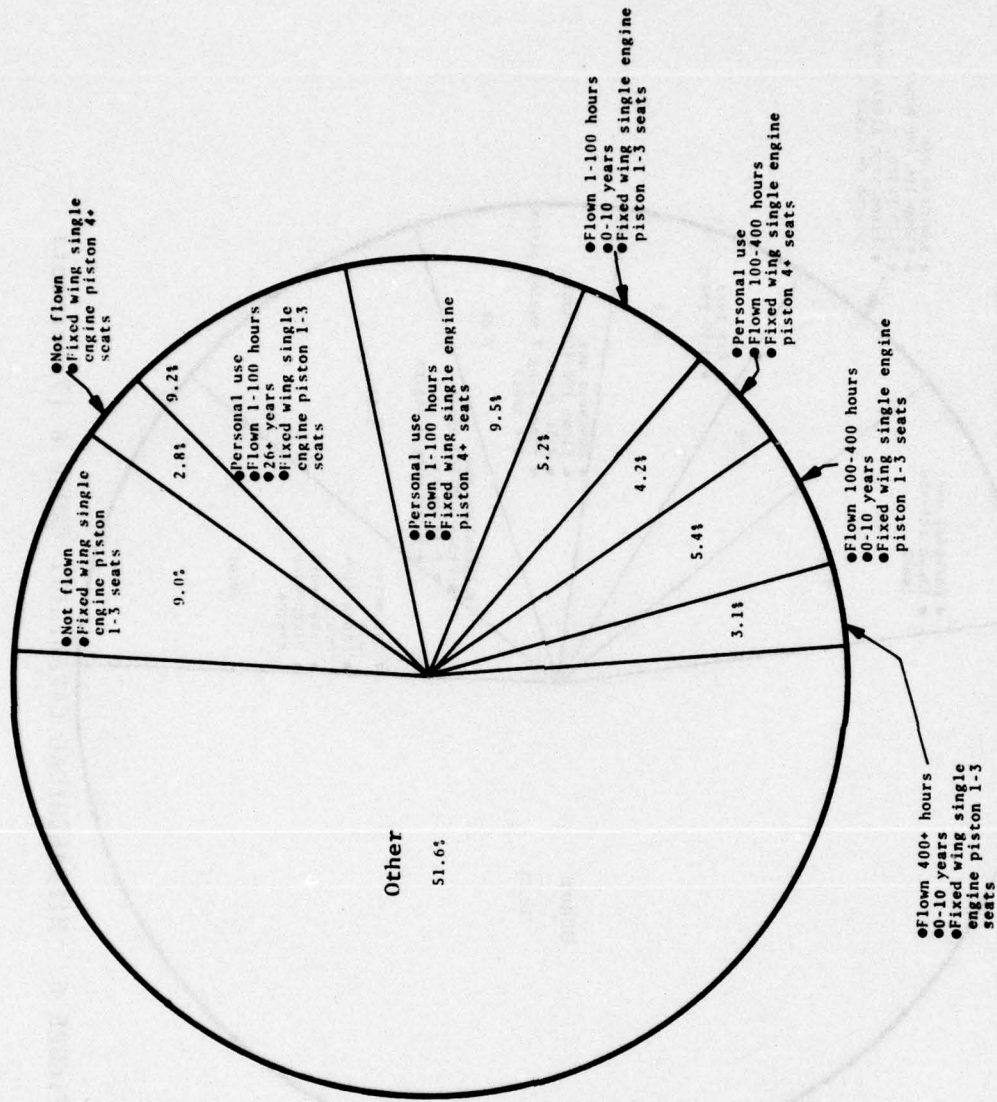 ●Not flown
●Fixed wing single
engine piston
1-3 seats
9.0%
●Not flown
●Fixed wing single
engine piston 4+
seats
2.8%
9.2%
●Personal use
●Flown 1-100 hours
●26+ years
●Fixed wing single
engine piston 1-3
seats
●Personal use
●Flown 1-100 hours
●Fixed wing single engine
piston 4+ seats
9.5%
●Flown 1-100 hours
●0-10 years
●Fixed wing single engine
piston 1-3 seats
5.2%
●Personal use
●Flown 100-400 hours
●Fixed wing single engine
piston 4+ seats
4.2%
●Flown 100-400 hours
●0-10 years
●Fixed wing single engine
piston 1-3 seats
5.4%
3.1%
●Flown 400+ hours
●0-10 years
●Fixed wing single
engine piston 1-3
seats
Other
51.6%